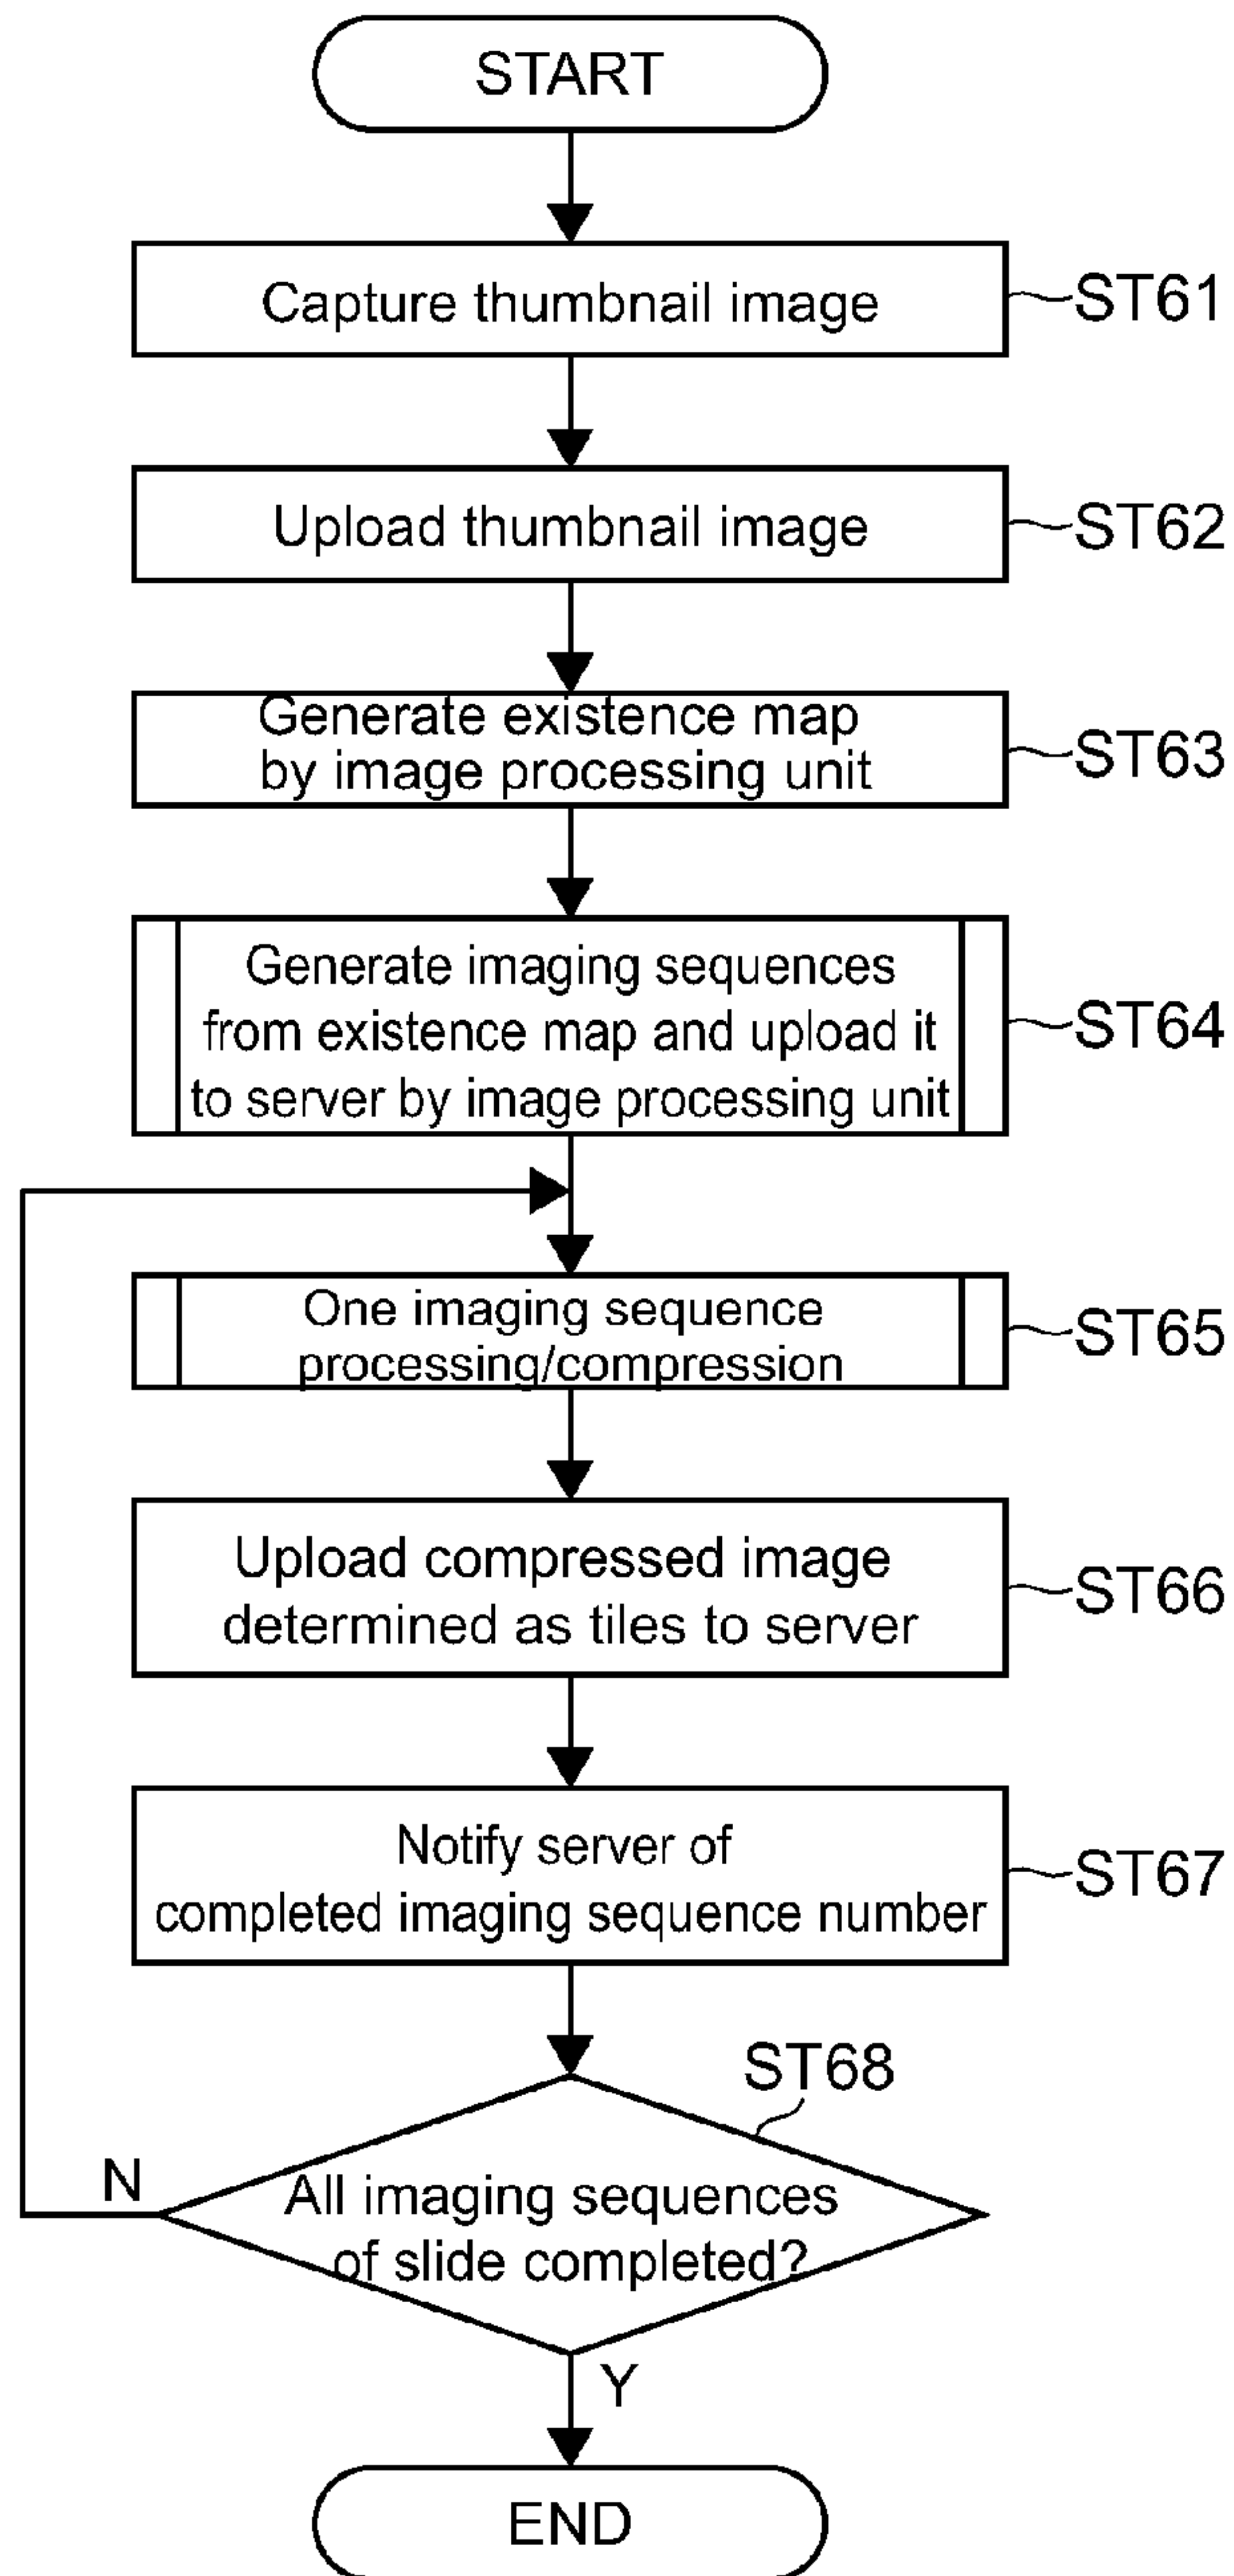 START
Capture thumbnail image
ST61
Upload thumbnail image
ST62
Generate existence map
by image processing unit
ST63
Generate imaging sequences
from existence map and upload it
to server by image processing unit
ST64
One imaging sequence
processing/compression
ST65
Upload compressed image
determined as tiles to server
ST66
Notify server of
completed imaging sequence number
ST67
ST68
N
All imaging sequences
of slide completed?
Y
END